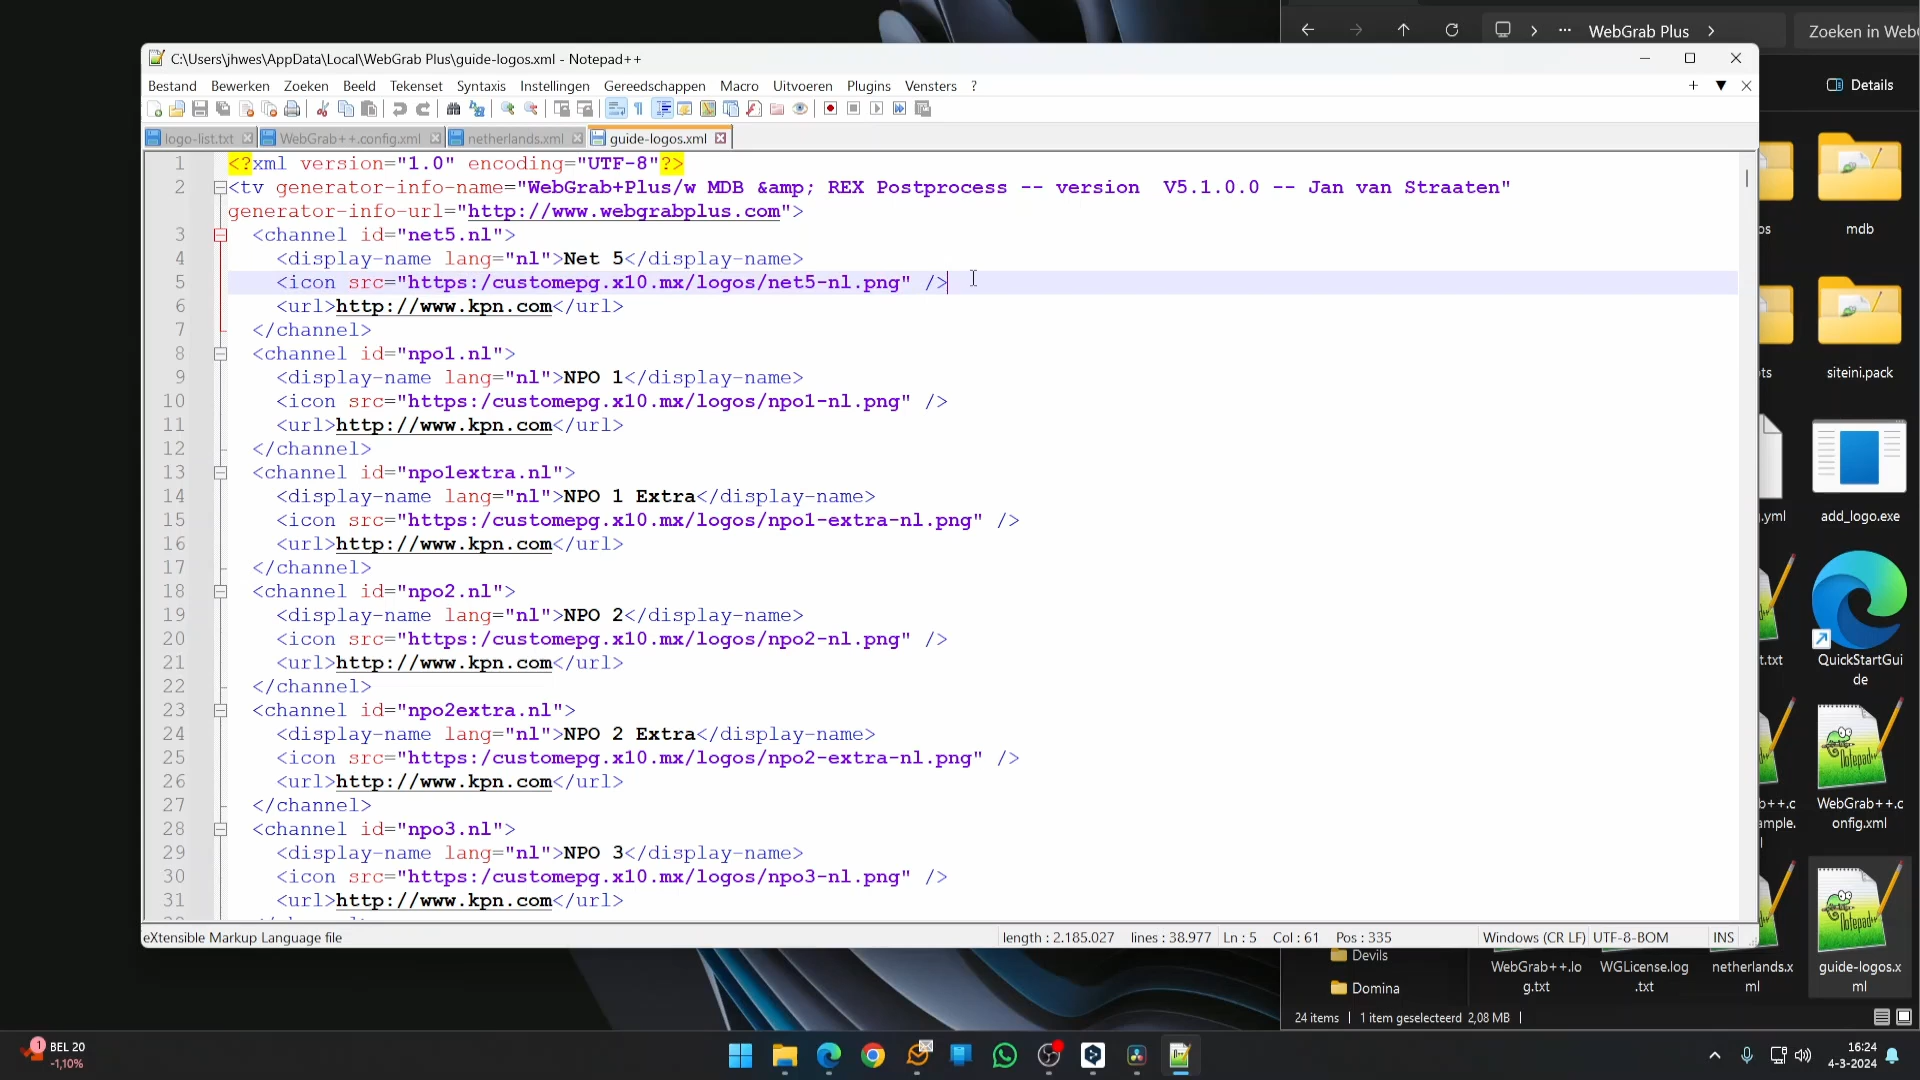 C:\Users\jhwes\AppData\Local\WebGrab Plus\guide-logos.xml - Notepad++
Bestand Bewerken Zoeken Beeld Tekenset Syntaxis Instellingen Gereedschappen Macro Uitvoeren Plugins Vensters ?
logo-list.txt WebGrab++.config.xml netherlands.xml guide-logos.xml
1 <?xml version="1.0" encoding="UTF-8"?>
2 <tv generator-info-name="WebGrab+Plus/w MDB &amp; REX Postprocess -- version  V5.1.0.0 -- Jan van Straaten"
generator-info-url="http://www.webgrabplus.com">
3 <channel id="net5.nl">
4 <display-name lang="nl">Net 5</display-name>
5 <icon src="https:/customepg.x10.mx/logos/net5-nl.png" />
6 <url>http://www.kpn.com</url>
7 </channel>
8 <channel id="npo1.nl">
9 <display-name lang="nl">NPO 1</display-name>
10 <icon src="https:/customepg.x10.mx/logos/npo1-nl.png" />
11 <url>http://www.kpn.com</url>
12 </channel>
13 <channel id="npo1extra.nl">
14 <display-name lang="nl">NPO 1 Extra</display-name>
15 <icon src="https:/customepg.x10.mx/logos/npo1-extra-nl.png" />
16 <url>http://www.kpn.com</url>
17 </channel>
18 <channel id="npo2.nl">
19 <display-name lang="nl">NPO 2</display-name>
20 <icon src="https:/customepg.x10.mx/logos/npo2-nl.png" />
21 <url>http://www.kpn.com</url>
22 </channel>
23 <channel id="npo2extra.nl">
24 <display-name lang="nl">NPO 2 Extra</display-name>
25 <icon src="https:/customepg.x10.mx/logos/npo2-extra-nl.png" />
26 <url>http://www.kpn.com</url>
27 </channel>
28 <channel id="npo3.nl">
29 <display-name lang="nl">NPO 3</display-name>
30 <icon src="https:/customepg.x10.mx/logos/npo3-nl.png" />
31 <url>http://www.kpn.com</url>
eXtensible Markup Language file length : 2.185.027 lines : 38.977 Ln : 5 Col : 61 Pos : 335 Windows (CR LF) UTF-8-BOM INS
WebGrab Plus Zoeken in WebG
Details
os mdb
ts siteini.pack
g.yml add_logo.exe
t.txt QuickStartGui
de
b++.c WebGrab++.c
ample. onfig.xml
l
Notepad++
Devils
Domina
WebGrab++.lo WGLicense.log netherlands.x guide-logos.x
g.txt .txt ml ml
24 items 1 item geselecteerd 2,08 MB
1 BEL 20
-1,10%
16:24
4-3-2024